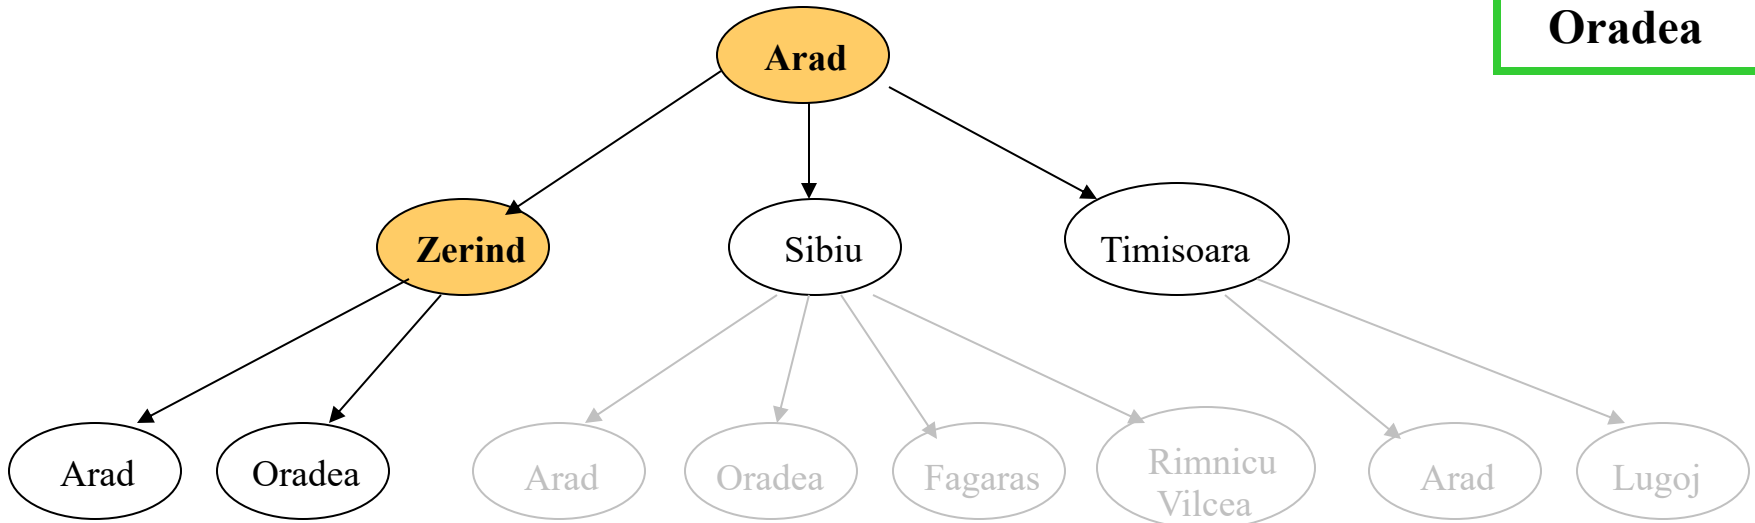 Oradea
Arad
Zerind
Sibiu
Timisoara
Arad
Oradea
Arad
Oradea
Fagaras
Rimnicu
Vilcea
Arad
Lugoj